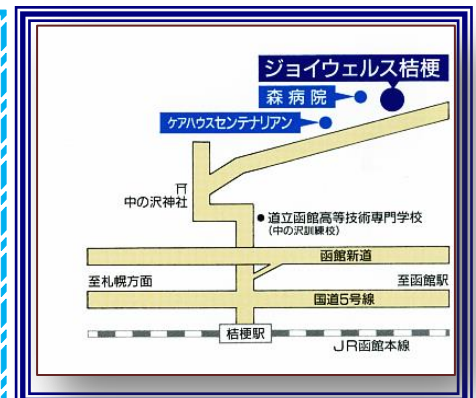 ジョイウェルス桔梗
森病院
ケアハウスセンテナリアン
中の沢神社
道立函館高等技術専門学校
(中の沢訓練校)
函館新道
至札幌方面
至函館駅
国道5号線
桔梗駅
JR函館本線